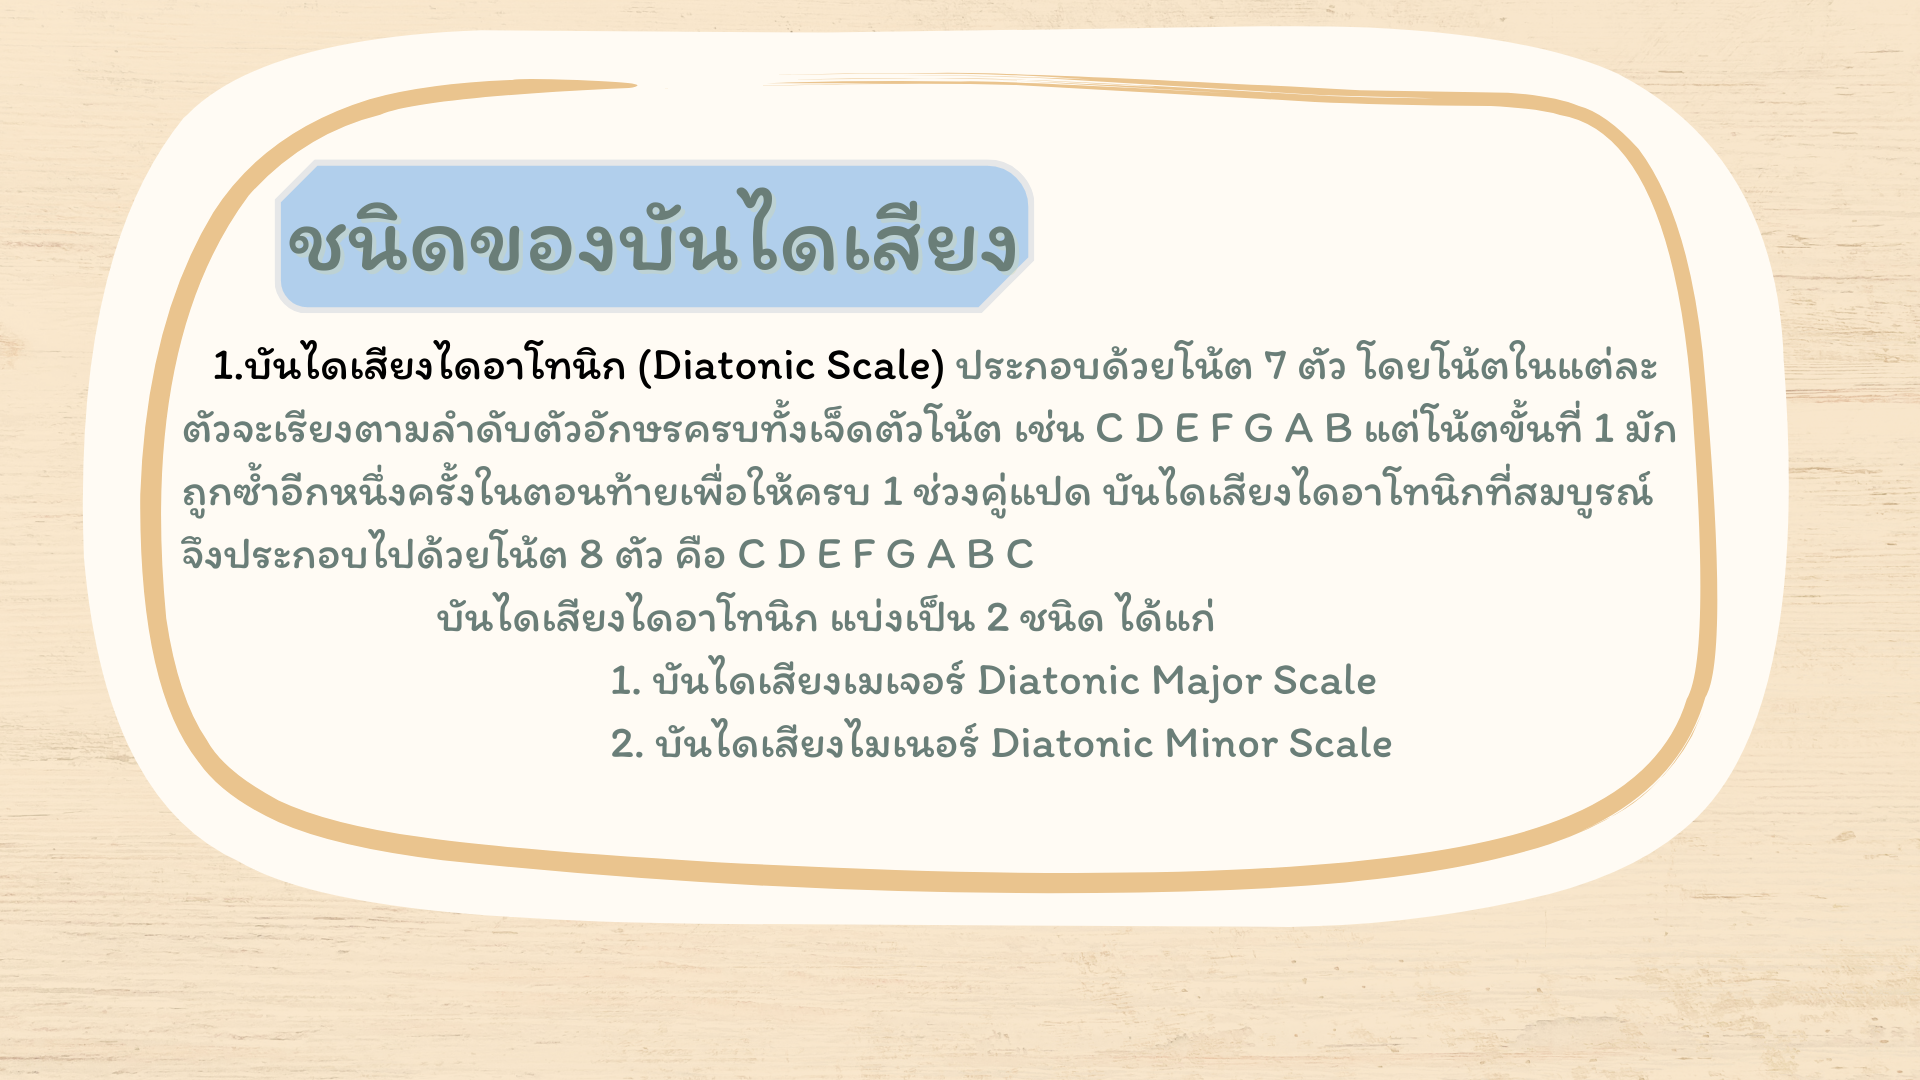 ชนิดของบันไดเสียง
1.บันไดเสียงไดอาโทนิก (Diatonic Scale) ประกอบด้วยโน้ต 7 ตัว โดยโน้ตในแต่ละ
ตัวจะเรียงตามลำดับตัวอักษรครบทั้งเจ็ดตัวโน้ต เช่น C D E F G A B แต่โน้ตขั้นที่ 1 มัก
ถูกซ้ำอีกหนึ่งครั้งในตอนท้ายเพื่อให้ครบ 1 ช่วงคู่แปด บันไดเสียงไดอาโทนิกที่สมบูรณ์
จึงประกอบไปด้วยโน้ต 8 ตัว คือ C D E F G A B C
บันไดเสียงไดอาโทนิก แบ่งเป็น 2 ชนิด ได้แก่
1. บันไดเสียงเมเจอร์ Diatonic Major Scale
2. บันไดเสียงไมเนอร์ Diatonic Minor Scale